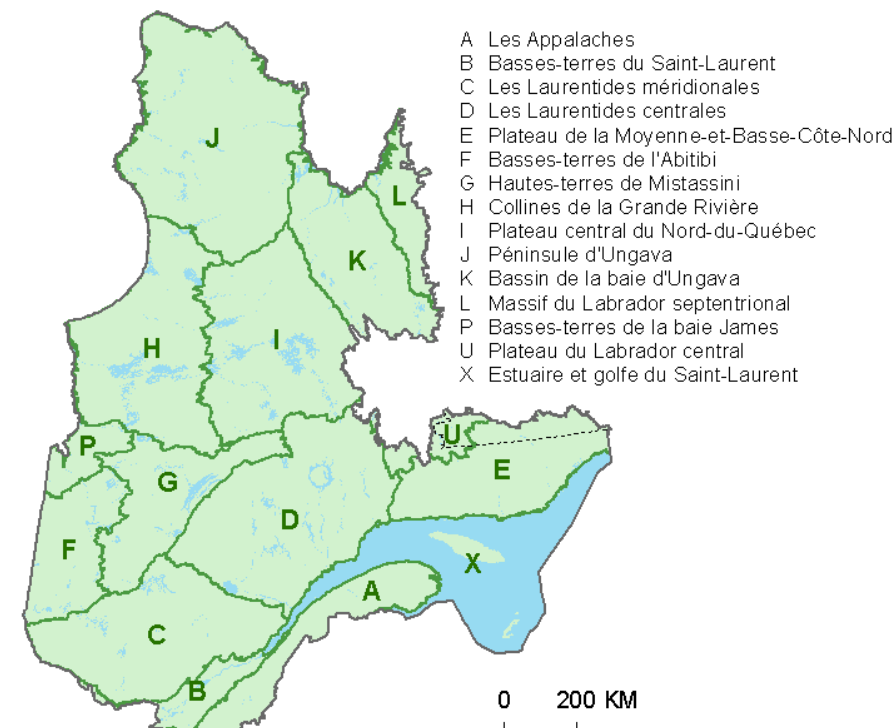 A Les Appalaches
B Basses-terres du Saint-Laurent
C Les Laurentides méridionales
D Les Laurentides centrales
E Plateau de la Moyenne-et-Basse-Côte-Nord
F Basses-terres de l'Abitibi
G Hautes-terres de Mistassini
H Collines de la Grande Rivière
I Plateau central du Nord-du-Québec
J Péninsule d'Ungava
K Bassin de la baie d'Ungava
L Massif du Labrador septentrional
P Basses-terres de la baie James
U Plateau du Labrador central
X Estuaire et golfe du Saint-Laurent
J
L
K
I
H
U
P
E
G
D
F
X
A
C
B
0 200 KM